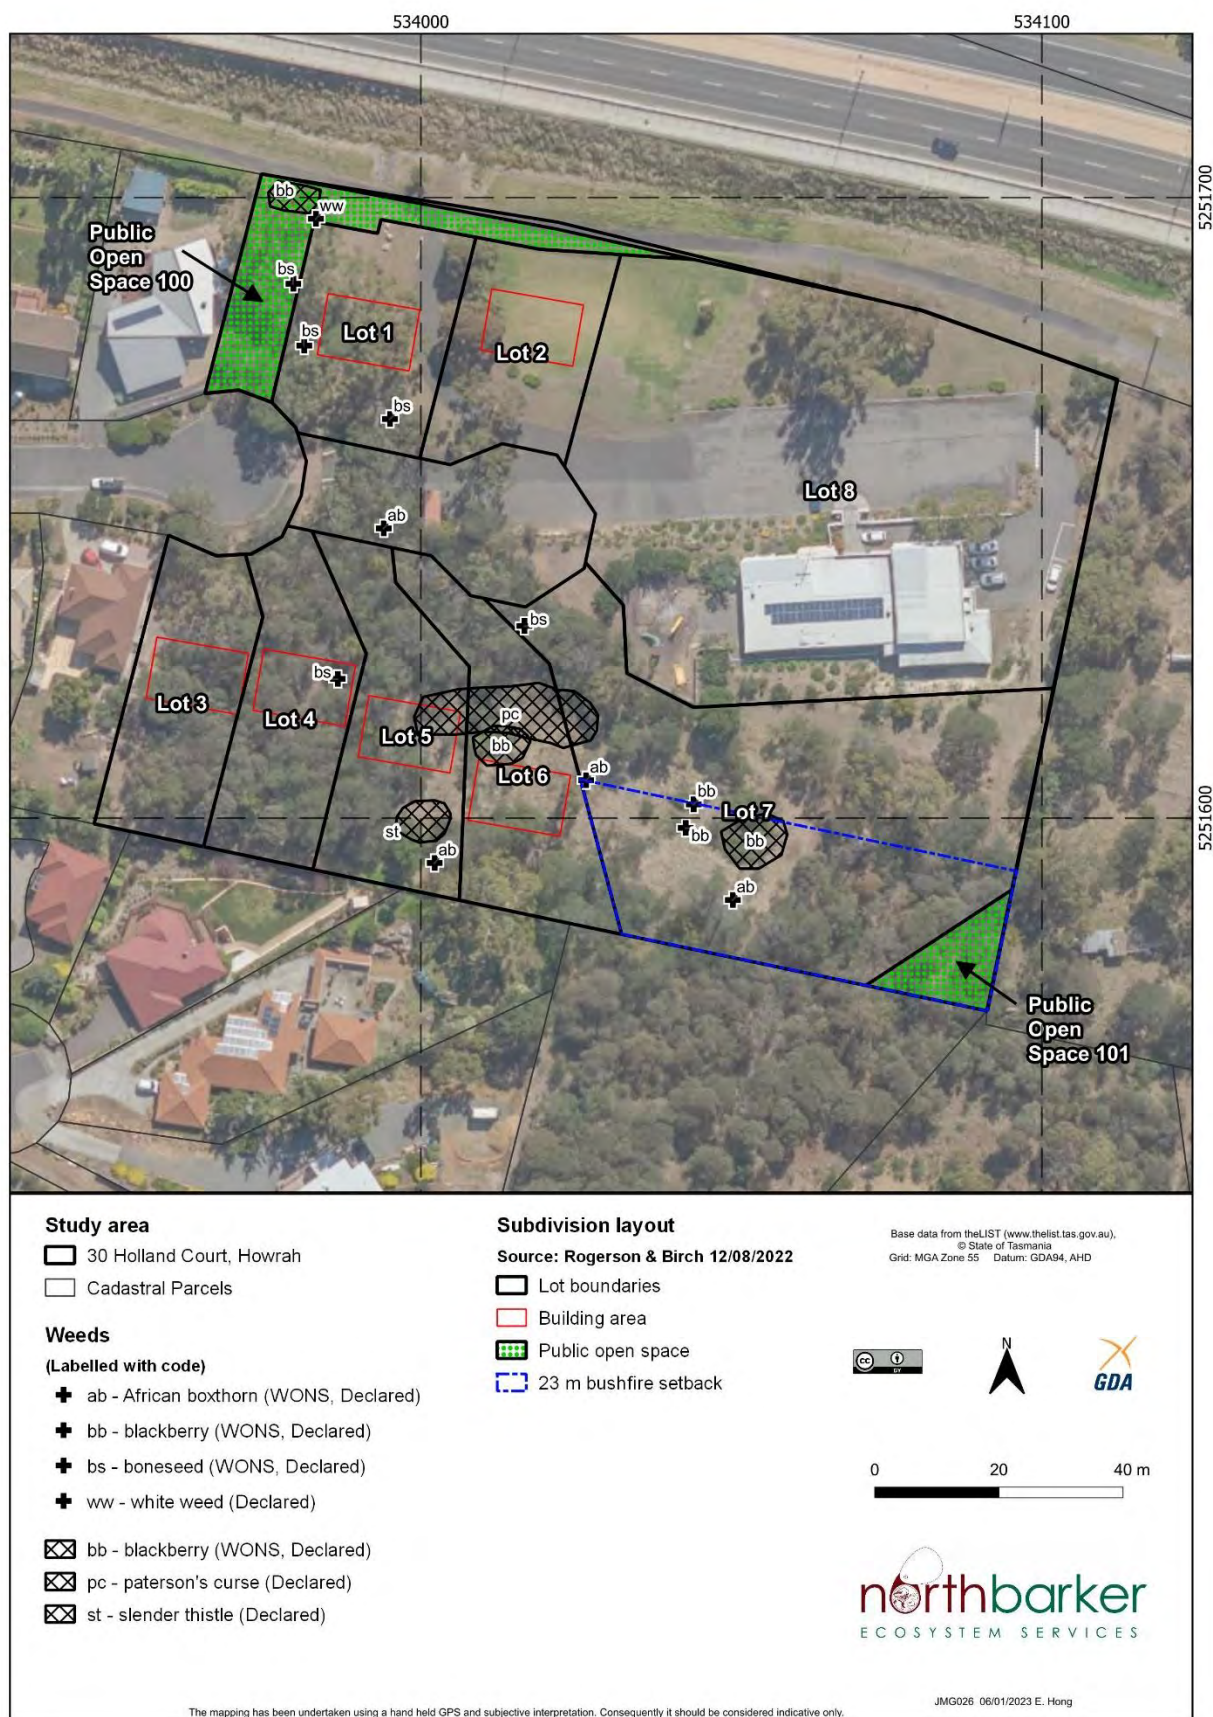 534000
534100
5251700
5251600
bb
ww
Public
Open
Space 100
bs
bs
Lot 1
Lot 2
bs
Lot 8
ab
bs
bs
Lot 3
Lot 4
Lot 5
pc
bb
Lot 6
ab
bb
Lot 7
bb
bb
st
ab
ab
Public
Open
Space 101
Study area
30 Holland Court, Howrah
Cadastral Parcels
Weeds
(Labelled with code)
ab - African boxthorn (WONS, Declared)
bb - blackberry (WONS, Declared)
bs - boneseed (WONS, Declared)
ww - white weed (Declared)
bb - blackberry (WONS, Declared)
pc - paterson's curse (Declared)
st - slender thistle (Declared)
Subdivision layout
Source: Rogerson & Birch 12/08/2022
Lot boundaries
Building area
Public open space
23 m bushfire setback
Base data from theLIST (www.thelist.tas.gov.au),
© State of Tasmania
Grid: MGA Zone 55 Datum: GDA94, AHD
cc
BY
N
GDA
0 20 40 m
northbarker
ECOSYSTEM SERVICES
JMG026 06/01/2023 E. Hong
The mapping has been undertaken using a hand held GPS and subjective interpretation. Consequently it should be considered indicative only.